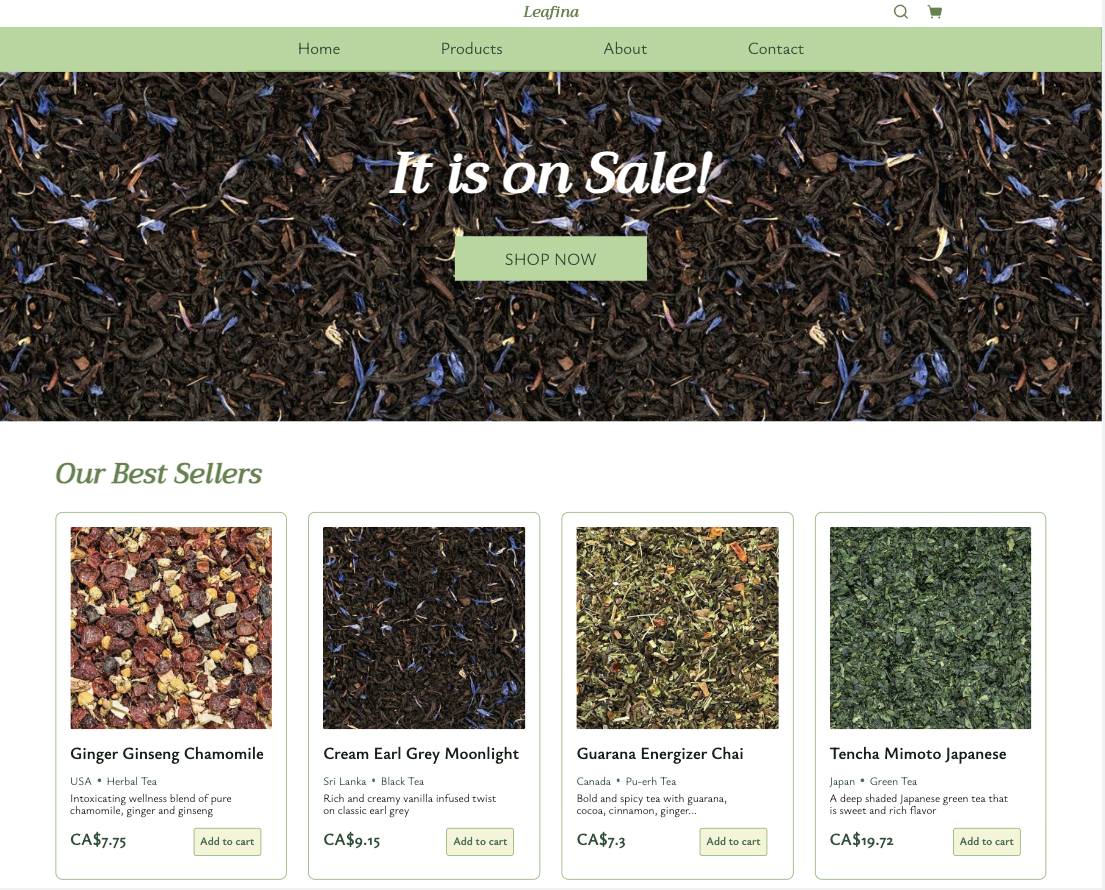 Leafina
Home Products About Contact
It is on Sale!
SHOP NOW
Our Best Sellers
Ginger Ginseng Chamomile
USA • Herbal Tea
Intoxicating wellness blend of pure
chamomile, ginger and ginseng
CA$7.75 Add to cart
Cream Earl Grey Moonlight
Sri Lanka • Black Tea
Rich and creamy vanilla infused twist
on classic earl grey
CA$9.15 Add to cart
Guarana Energizer Chai
Canada • Pu-erh Tea
Bold and spicy tea with guarana,
cocoa, cinnamon, ginger...
CA$7.3 Add to cart
Tencha Mimoto Japanese
Japan • Green Tea
A deep shaded Japanese green tea that
is sweet and rich flavor
CA$19.72 Add to cart